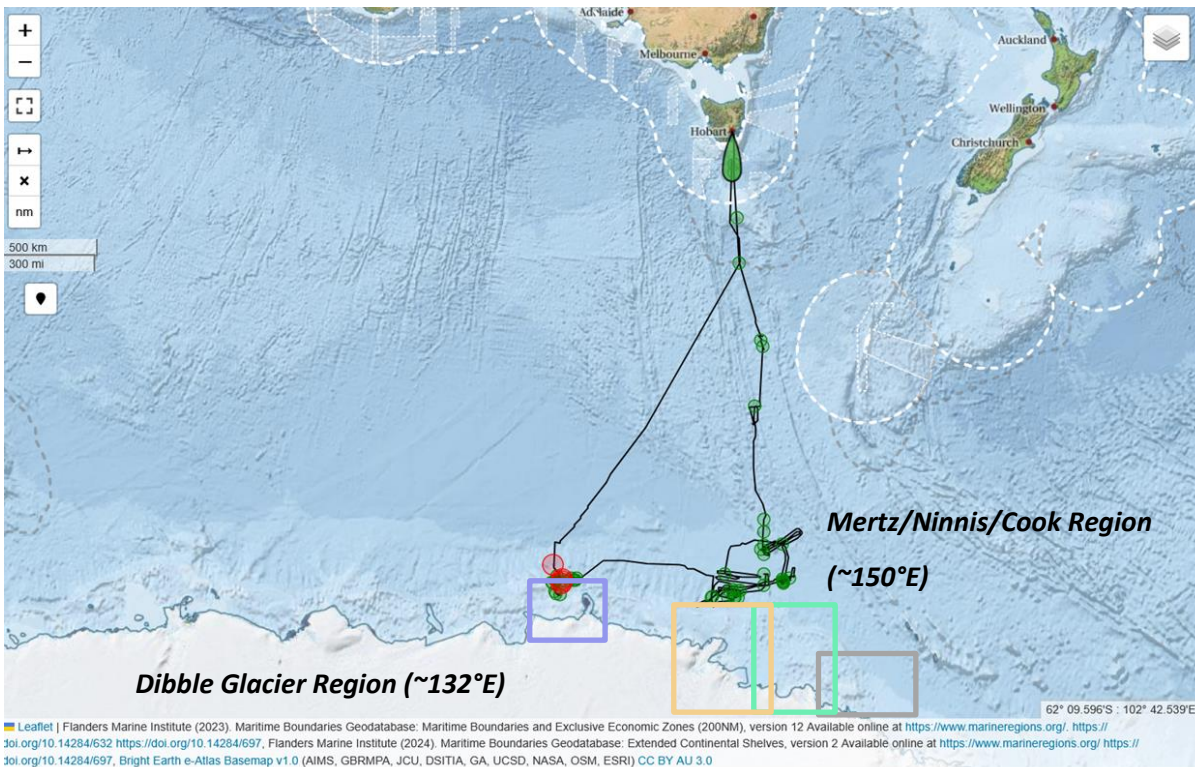 +
−
nm
500 km
300 mi
Adelaide
Melbourne
Hobart
Auckland
Wellington
Christchurch
Mertz/Ninnis/Cook Region
(~150°E)
Dibble Glacier Region (~132°E)
62° 09.596'S : 102° 42.539'E
Leaflet | Flanders Marine Institute (2023). Maritime Boundaries Geodatabase: Maritime Boundaries and Exclusive Economic Zones (200NM), version 12 Available online at https://www.marineregions.org/. https://
doi.org/10.14284/632 https://doi.org/10.14284/697, Flanders Marine Institute (2024). Maritime Boundaries Geodatabase: Extended Continental Shelves, version 2 Available online at https://www.marineregions.org/ https://
doi.org/10.14284/697, Bright Earth e-Atlas Basemap v1.0 (AIMS, GBRMPA, JCU, DSITIA, GA, UCSD, NASA, OSM, ESRI) CC BY AU 3.0